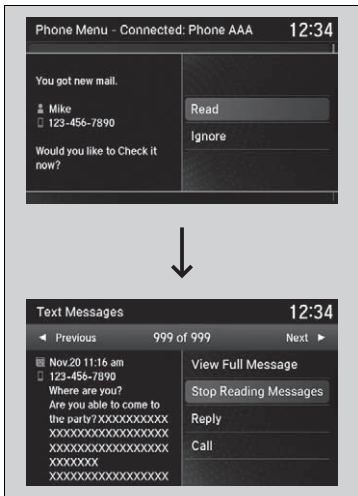 Phone Menu – Connected: Phone AAA 12:34
You got new mail.
Mike
123-456-7890
Would you like to Check it
now?
Read
Ignore
Text Messages 12:34
◄ Previous 999 of 999 Next ►
Nov.20 11:16 am
123-456-7890
Where are you?
Are you able to come to
the party?XXXXXXXXXX
XXXXXXXXXXXXXXXXX
XXXXXXXXXXXXXXXXX
XXXXXXX
XXXXXXXXXXXXXXXXX
View Full Message
Stop Reading Messages
Reply
Call